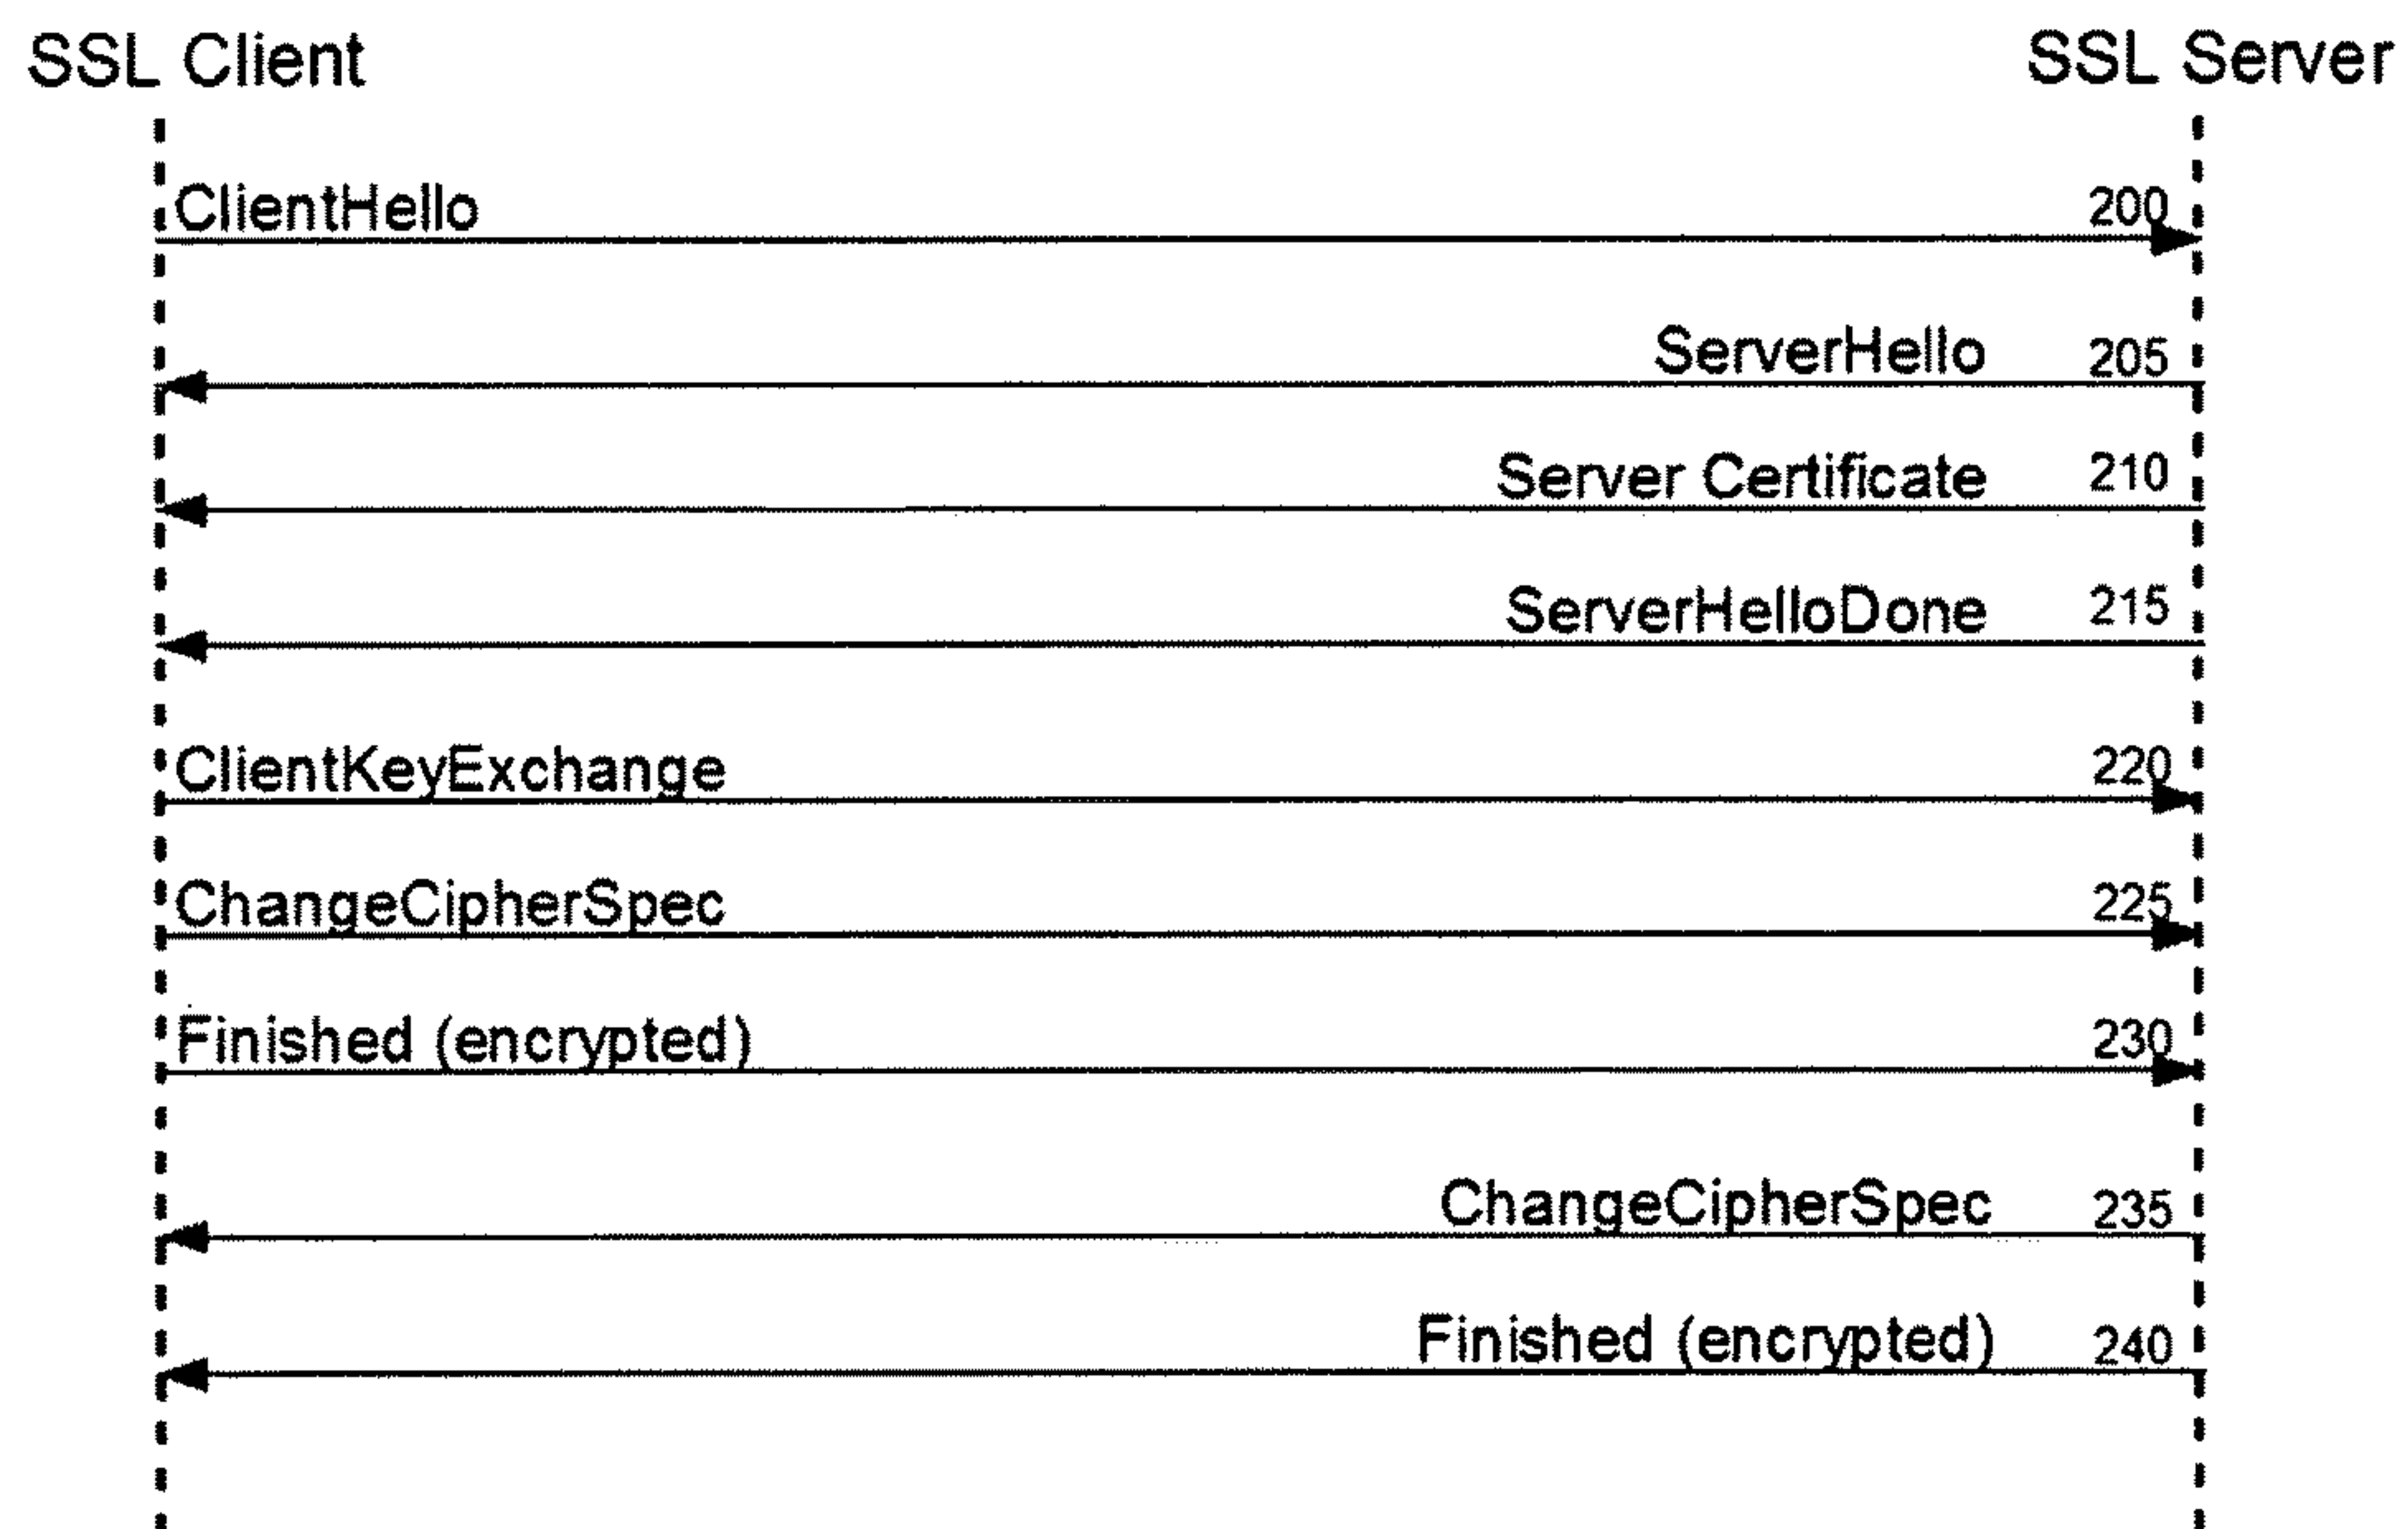 SSL Client SSL Server
ClientHello 200
ServerHello 205
Server Certificate 210
ServerHelloDone 215
ClientKeyExchange 220
ChangeCipherSpec 225
Finished (encrypted) 230
ChangeCipherSpec 235
Finished (encrypted) 240